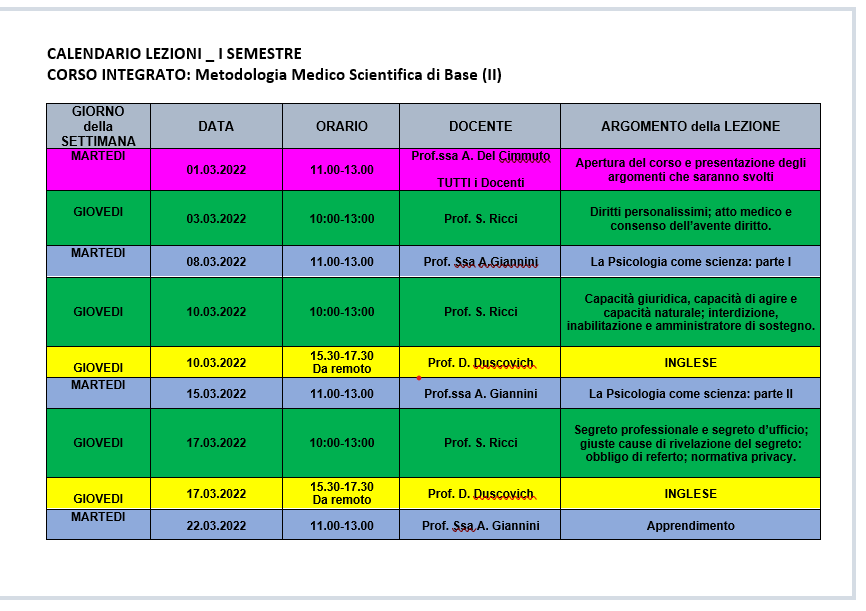 CALENDARIO LEZIONI _ I SEMESTRE
CORSO INTEGRATO: Metodologia Medico Scientifica di Base (II)
GIORNO
della
SETTIMANA
DATA
ORARIO
DOCENTE
ARGOMENTO della LEZIONE
MARTEDI
01.03.2022
11.00-13.00
Prof.ssa A. Del Cimmuto
TUTTI i Docenti
Apertura del corso e presentazione degli
argomenti che saranno svolti
GIOVEDI
03.03.2022
10:00-13:00
Prof. S. Ricci
Diritti personalissimi; atto medico e
consenso dell'avente diritto.
MARTEDI
08.03.2022
11.00-13.00
Prof. Ssa A.Giannini
La Psicologia come scienza: parte I
GIOVEDI
10.03.2022
10:00-13:00
Prof. S. Ricci
Capacità giuridica, capacità di agire e
capacità naturale; interdizione,
inabilitazione e amministratore di sostegno.
GIOVEDI
10.03.2022
15.30-17.30
Da remoto
Prof. D. Duscovich
INGLESE
MARTEDI
15.03.2022
11.00-13.00
Prof.ssa A. Giannini
La Psicologia come scienza: parte II
GIOVEDI
17.03.2022
10:00-13:00
Prof. S. Ricci
Segreto professionale e segreto d'ufficio;
giuste cause di rivelazione del segreto:
obbligo di referto; normativa privacy.
GIOVEDI
17.03.2022
15.30-17.30
Da remoto
Prof. D. Duscovich
INGLESE
MARTEDI
22.03.2022
11.00-13.00
Prof. Ssa A. Giannini
Apprendimento